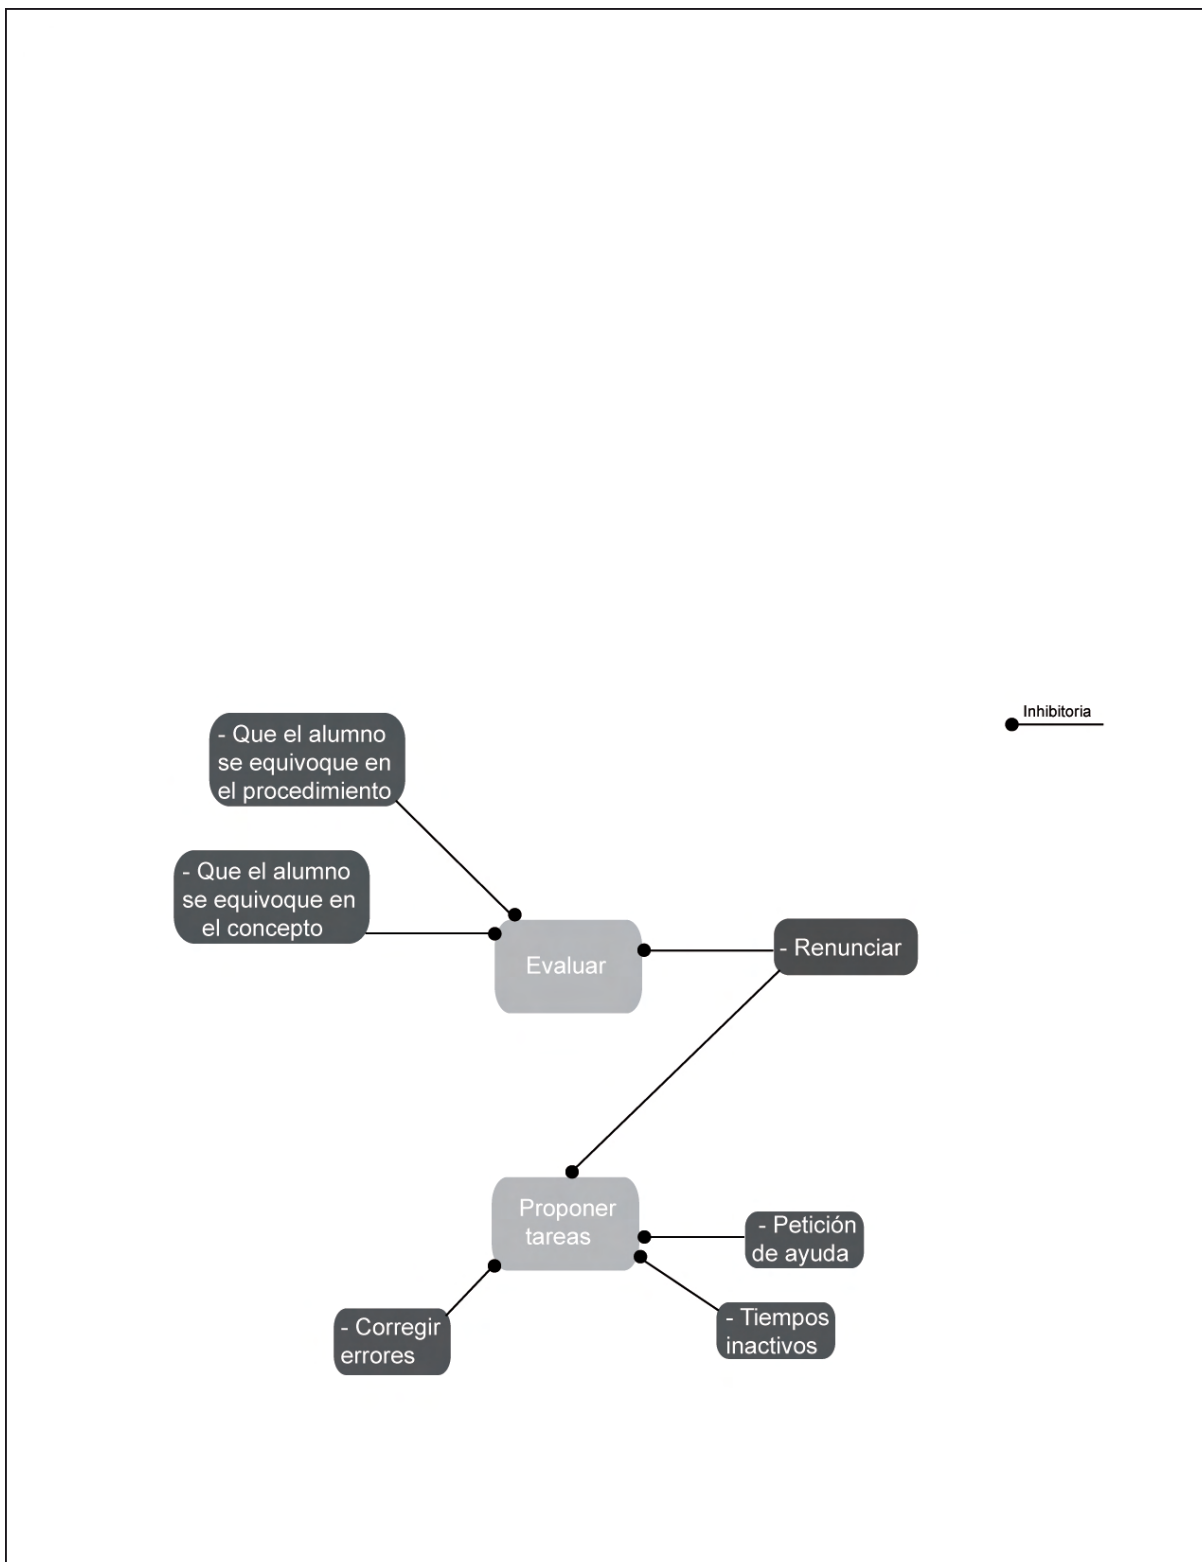 Inhibitoria
- Que el alumno
se equivoque en
el procedimiento
- Que el alumno
se equivoque en
el concepto
Evaluar
- Renunciar
Proponer
tareas
- Petición
de ayuda
- Tiempos
inactivos
- Corregir
errores